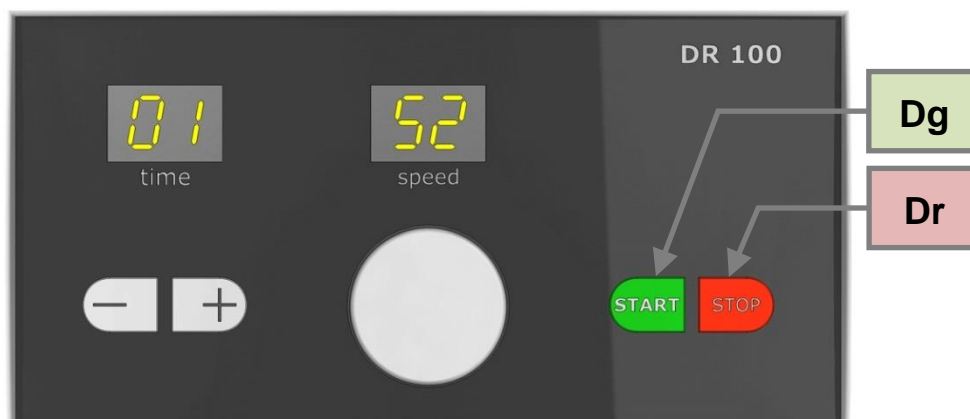 DR 100
01
52
time
speed
Dg
Dr
− +
START STOP